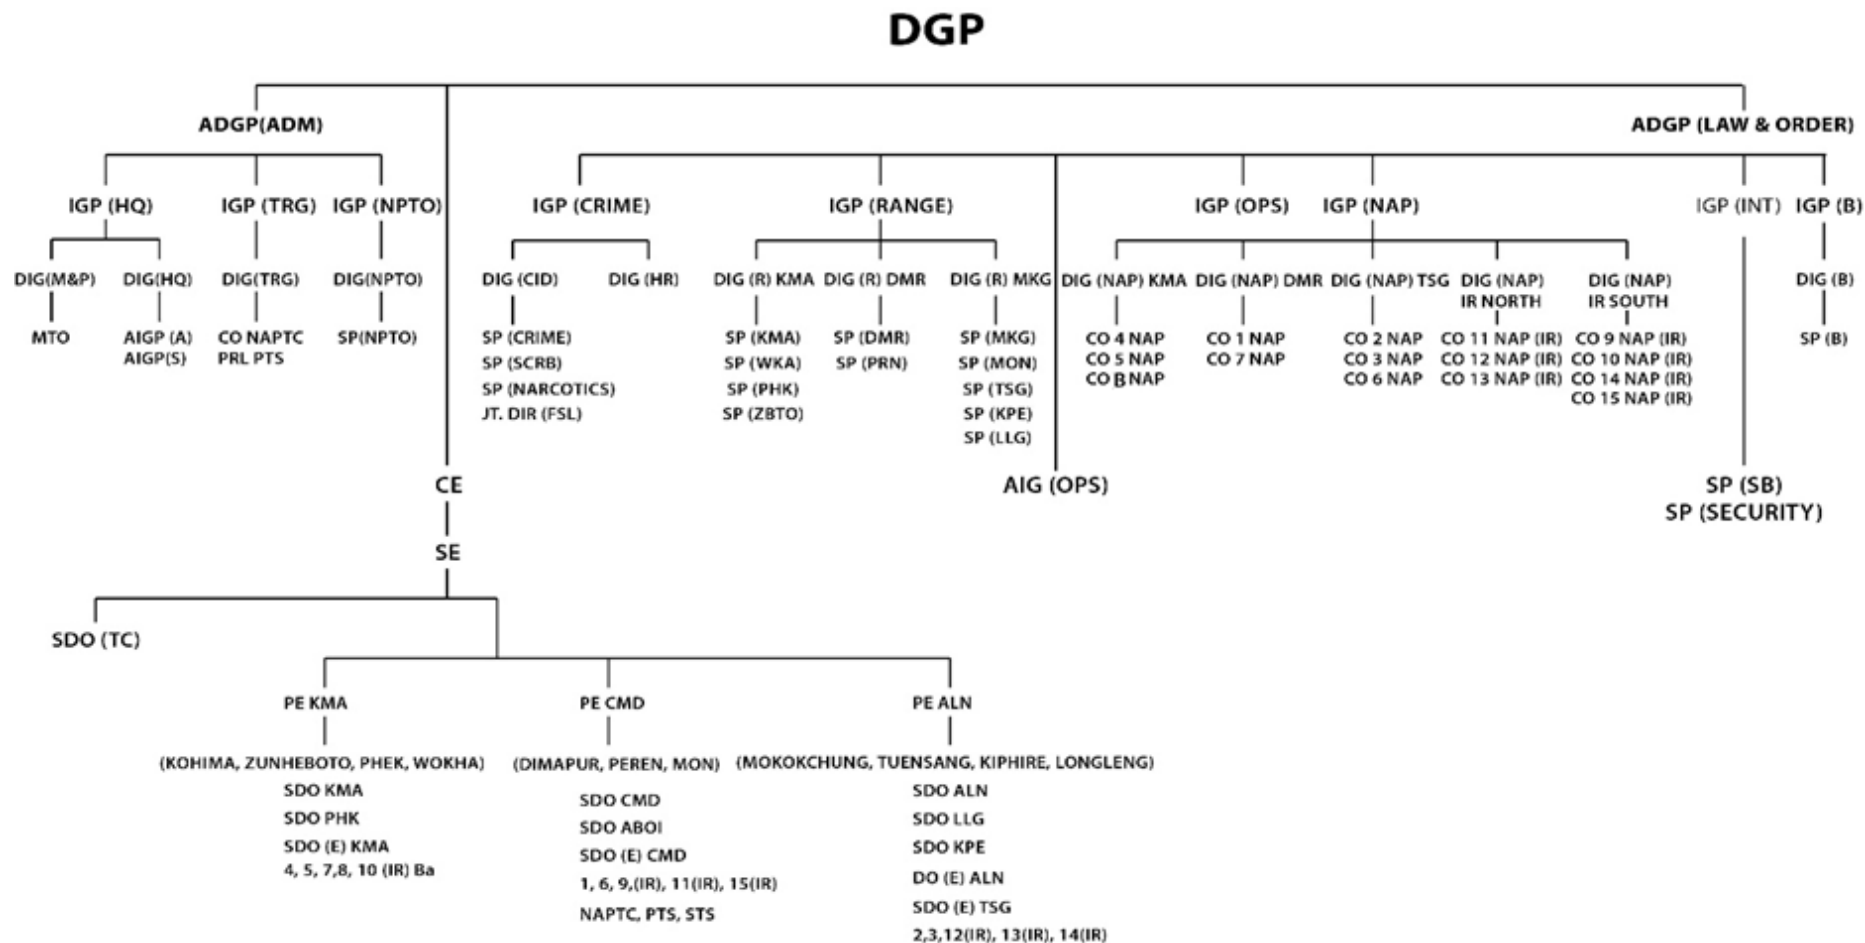 DGP
ADGP(ADM)
ADGP (LAW & ORDER)
IGP (HQ)
IGP (TRG)
IGP (NPTO)
IGP (CRIME)
IGP (RANGE)
IGP (OPS)
IGP (NAP)
IGP (INT)
IGP (B)
DIG(M&P)
DIG(HQ)
DIG(TRG)
DIG(NPTO)
DIG (CID)
DIG (HR)
DIG (R) KMA
DIG (R) DMR
DIG (R) MKG
DIG (NAP) KMA
DIG (NAP) DMR
DIG (NAP) TSG
DIG (NAP)
IR NORTH
DIG (NAP)
IR SOUTH
DIG (B)
MTO
AIGP (A)
AIGP(S)
CO NAPTC
PRL PTS
SP(NPTO)
SP (CRIME)
SP (SCRB)
SP (NARCOTICS)
JT. DIR (FSL)
SP (KMA)
SP (WKA)
SP (PHK)
SP (ZBTO)
SP (DMR)
SP (PRN)
SP (MKG)
SP (MON)
SP (TSG)
SP (KPE)
SP (LLG)
CO 4 NAP
CO 5 NAP
CO B NAP
CO 1 NAP
CO 7 NAP
CO 2 NAP
CO 3 NAP
CO 6 NAP
CO 11 NAP (IR)
CO 12 NAP (IR)
CO 13 NAP (IR)
CO 9 NAP (IR)
CO 10 NAP (IR)
CO 14 NAP (IR)
CO 15 NAP (IR)
SP (B)
CE
AIG (OPS)
SP (SB)
SP (SECURITY)
SE
SDO (TC)
PE KMA
PE CMD
PE ALN
(KOHIMA, ZUNHEBOTO, PHEK, WOKHA)
SDO KMA
SDO PHK
SDO (E) KMA
4, 5, 7,8, 10 (IR) Ba
(DIMAPUR, PEREN, MON)
SDO CMD
SDO ABOI
SDO (E) CMD
1, 6, 9,(IR), 11(IR), 15(IR)
NAPTC, PTS, STS
(MOKOKCHUNG, TUENSANG, KIPHIRE, LONGLENG)
SDO ALN
SDO LLG
SDO KPE
DO (E) ALN
SDO (E) TSG
2,3,12(IR), 13(IR), 14(IR)